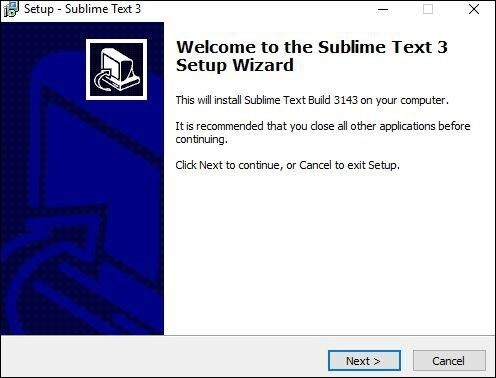 Setup - Sublime Text 3
Welcome to the Sublime Text 3
Setup Wizard
This will install Sublime Text Build 3143 on your computer.
It is recommended that you close all other applications before
continuing.
Click Next to continue, or Cancel to exit Setup.
Next >
Cancel